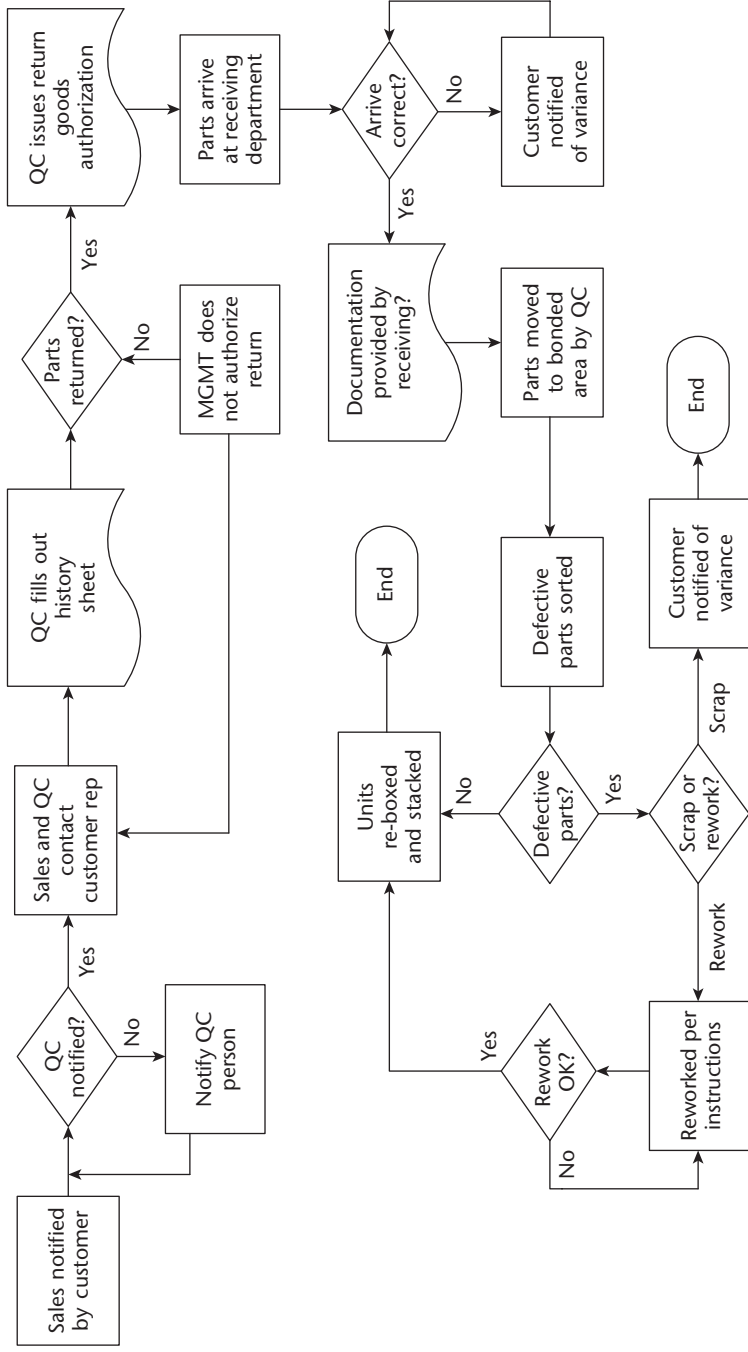 Sales notified
by customer
QC
notified?
Yes
No
Notify QC
person
Sales and QC
contact
customer rep
QC fills out
history
sheet
Parts
returned?
Yes
No
MGMT does
not authorize
return
QC issues return
goods
authorization
Parts arrive
at receiving
department
Arrive
correct?
No
Customer
notified
of variance
Yes
Documentation
provided by
receiving?
Parts moved
to bonded
area by QC
Defective
parts sorted
Defective
parts?
No
Units
re-boxed
and stacked
End
Yes
Scrap or
rework?
Scrap
Customer
notified of
variance
End
Rework
Reworked per
instructions
Rework
OK?
Yes
No